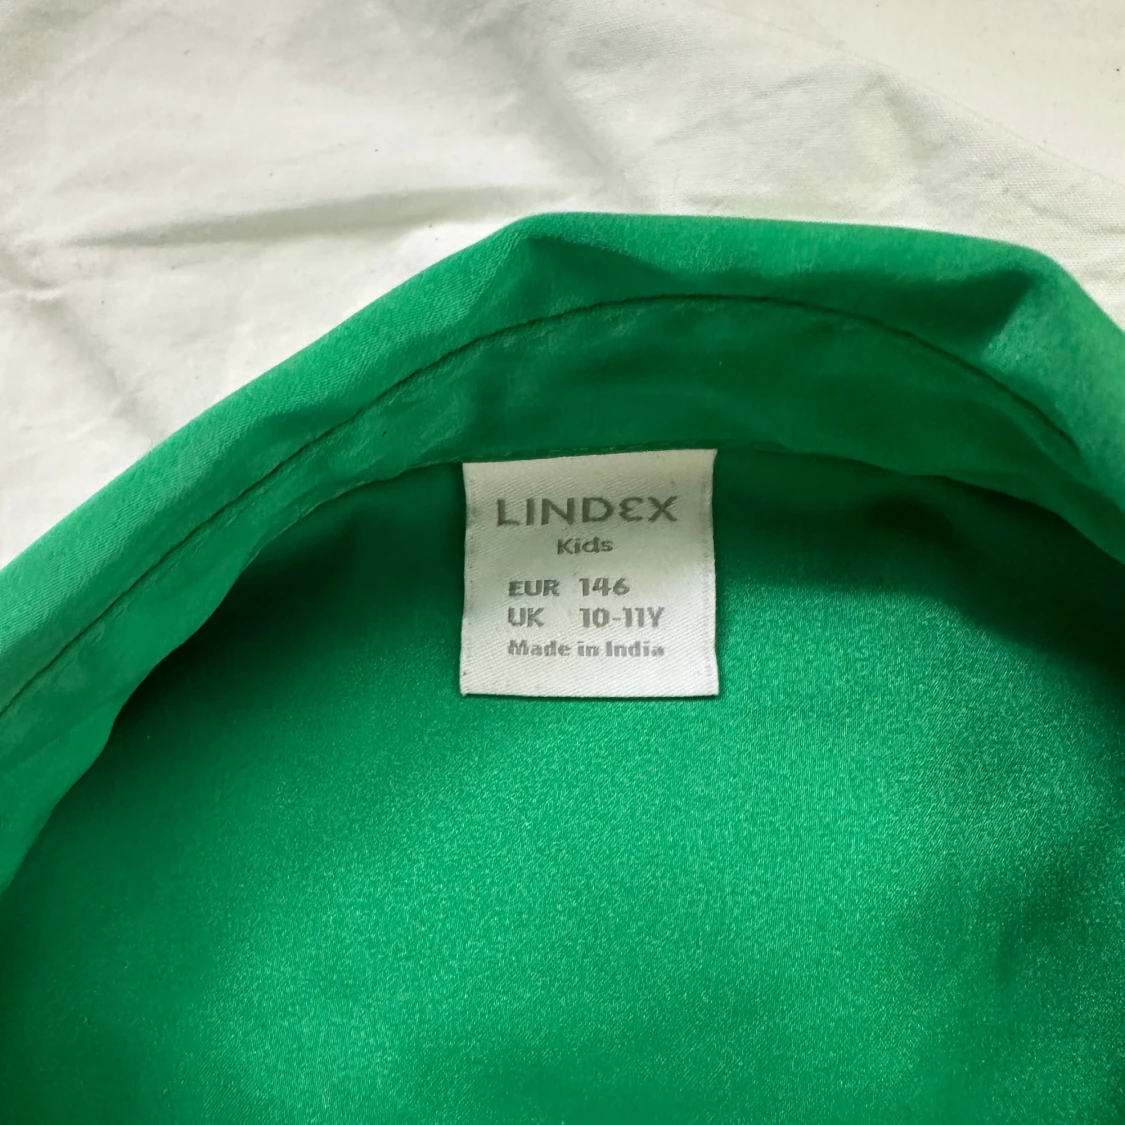 LINDEX
Kids
EUR 146
UK 10-11Y
Made in India